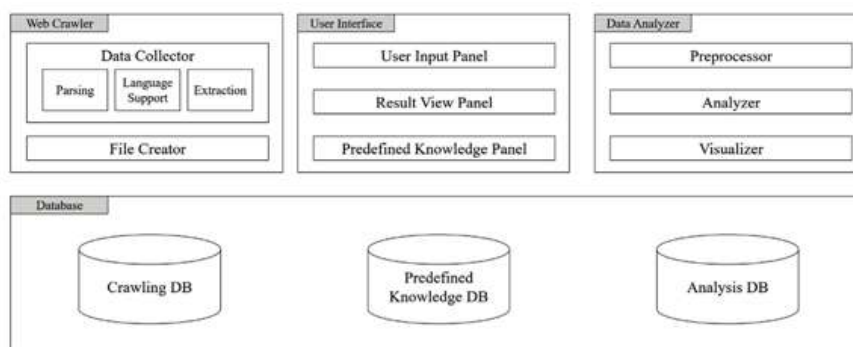 Web Crawler
Data Collector
Parsing
Language
Support
Extraction
File Creator
User Interface
User Input Panel
Result View Panel
Predefined Knowledge Panel
Data Analyzer
Preprocessor
Analyzer
Visualizer
Database
Crawling DB
Predefined
Knowledge DB
Analysis DB